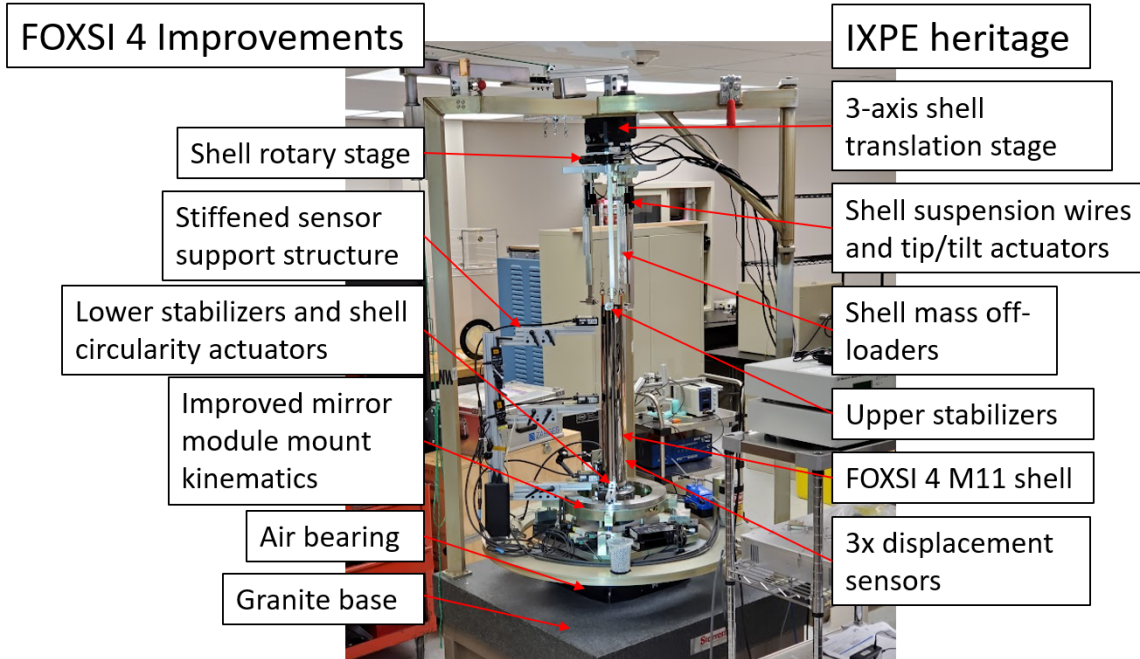 FOXSI 4 Improvements
IXPE heritage
Shell rotary stage
Stiffened sensor
support structure
Lower stabilizers and shell
circularity actuators
Improved mirror
module mount
kinematics
Air bearing
Granite base
3-axis shell
translation stage
Shell suspension wires
and tip/tilt actuators
Shell mass off-
loaders
Upper stabilizers
FOXSI 4 M11 shell
3x displacement
sensors